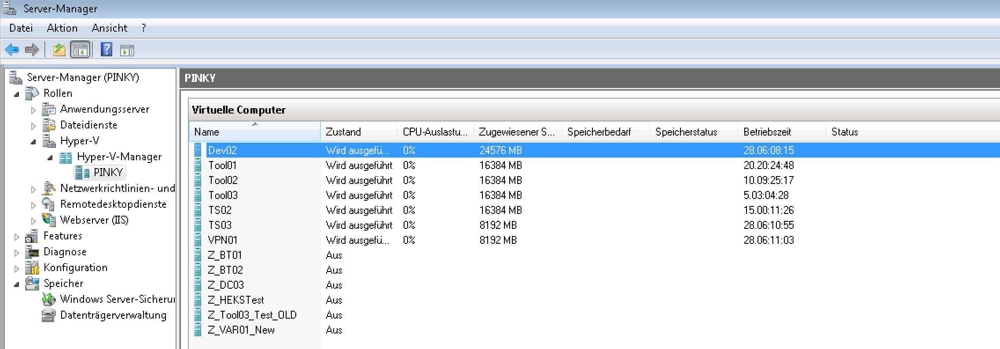 Server-Manager
Datei Aktion Ansicht ?
Server-Manager (PINKY)
Rollen
Anwendungsserver
Dateidienste
Hyper-V
Hyper-V-Manager
PINKY
Netzwerkrichtlinien- und
Remotedesktopdienste
Webserver (IIS)
Features
Diagnose
Konfiguration
Speicher
Windows Server-Sicheru
Datenträgerverwaltung
PINKY
Virtuelle Computer
Name Zustand CPU-Auslastu... Zugewiesener S... Speicherbedarf Speicherstatus Betriebszeit Status
Dev02 Wird ausgefü... 0% 24576 MB 28.06:08:15
Tool01 Wird ausgeführt 0% 16384 MB 20.20:24:48
Tool02 Wird ausgeführt 0% 16384 MB 10.09:25:17
Tool03 Wird ausgeführt 0% 16384 MB 5.03:04:28
TS02 Wird ausgeführt 0% 16384 MB 15.00:11:26
TS03 Wird ausgeführt 0% 8192 MB 28.06:10:55
VPN01 Wird ausgefü... 0% 8192 MB 28.06:11:03
Z_BT01 Aus
Z_BT02 Aus
Z_DC03 Aus
Z_HEKSTest Aus
Z_Tool03_Test_OLD Aus
Z_VAR01_New Aus